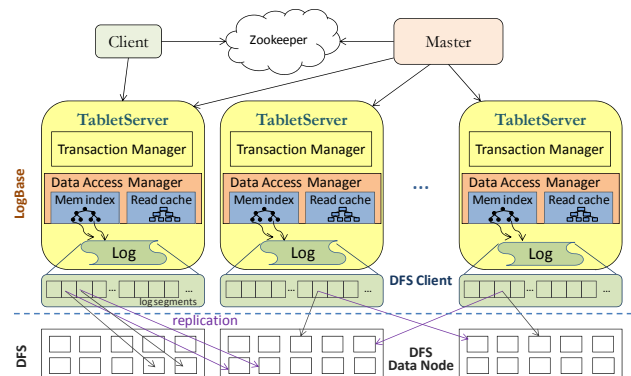 Client
Zookeeper
Master
TabletServer
Transaction Manager
Data Access Manager
Mem index
Read cache
Log
... 
log segments
TabletServer
Transaction Manager
Data Access Manager
Mem index
Read cache
Log
...
...
TabletServer
Transaction Manager
Data Access Manager
Mem index
Read cache
Log
...
...
...
LogBase
DFS Client
replication
DFS
DFS
Data Node